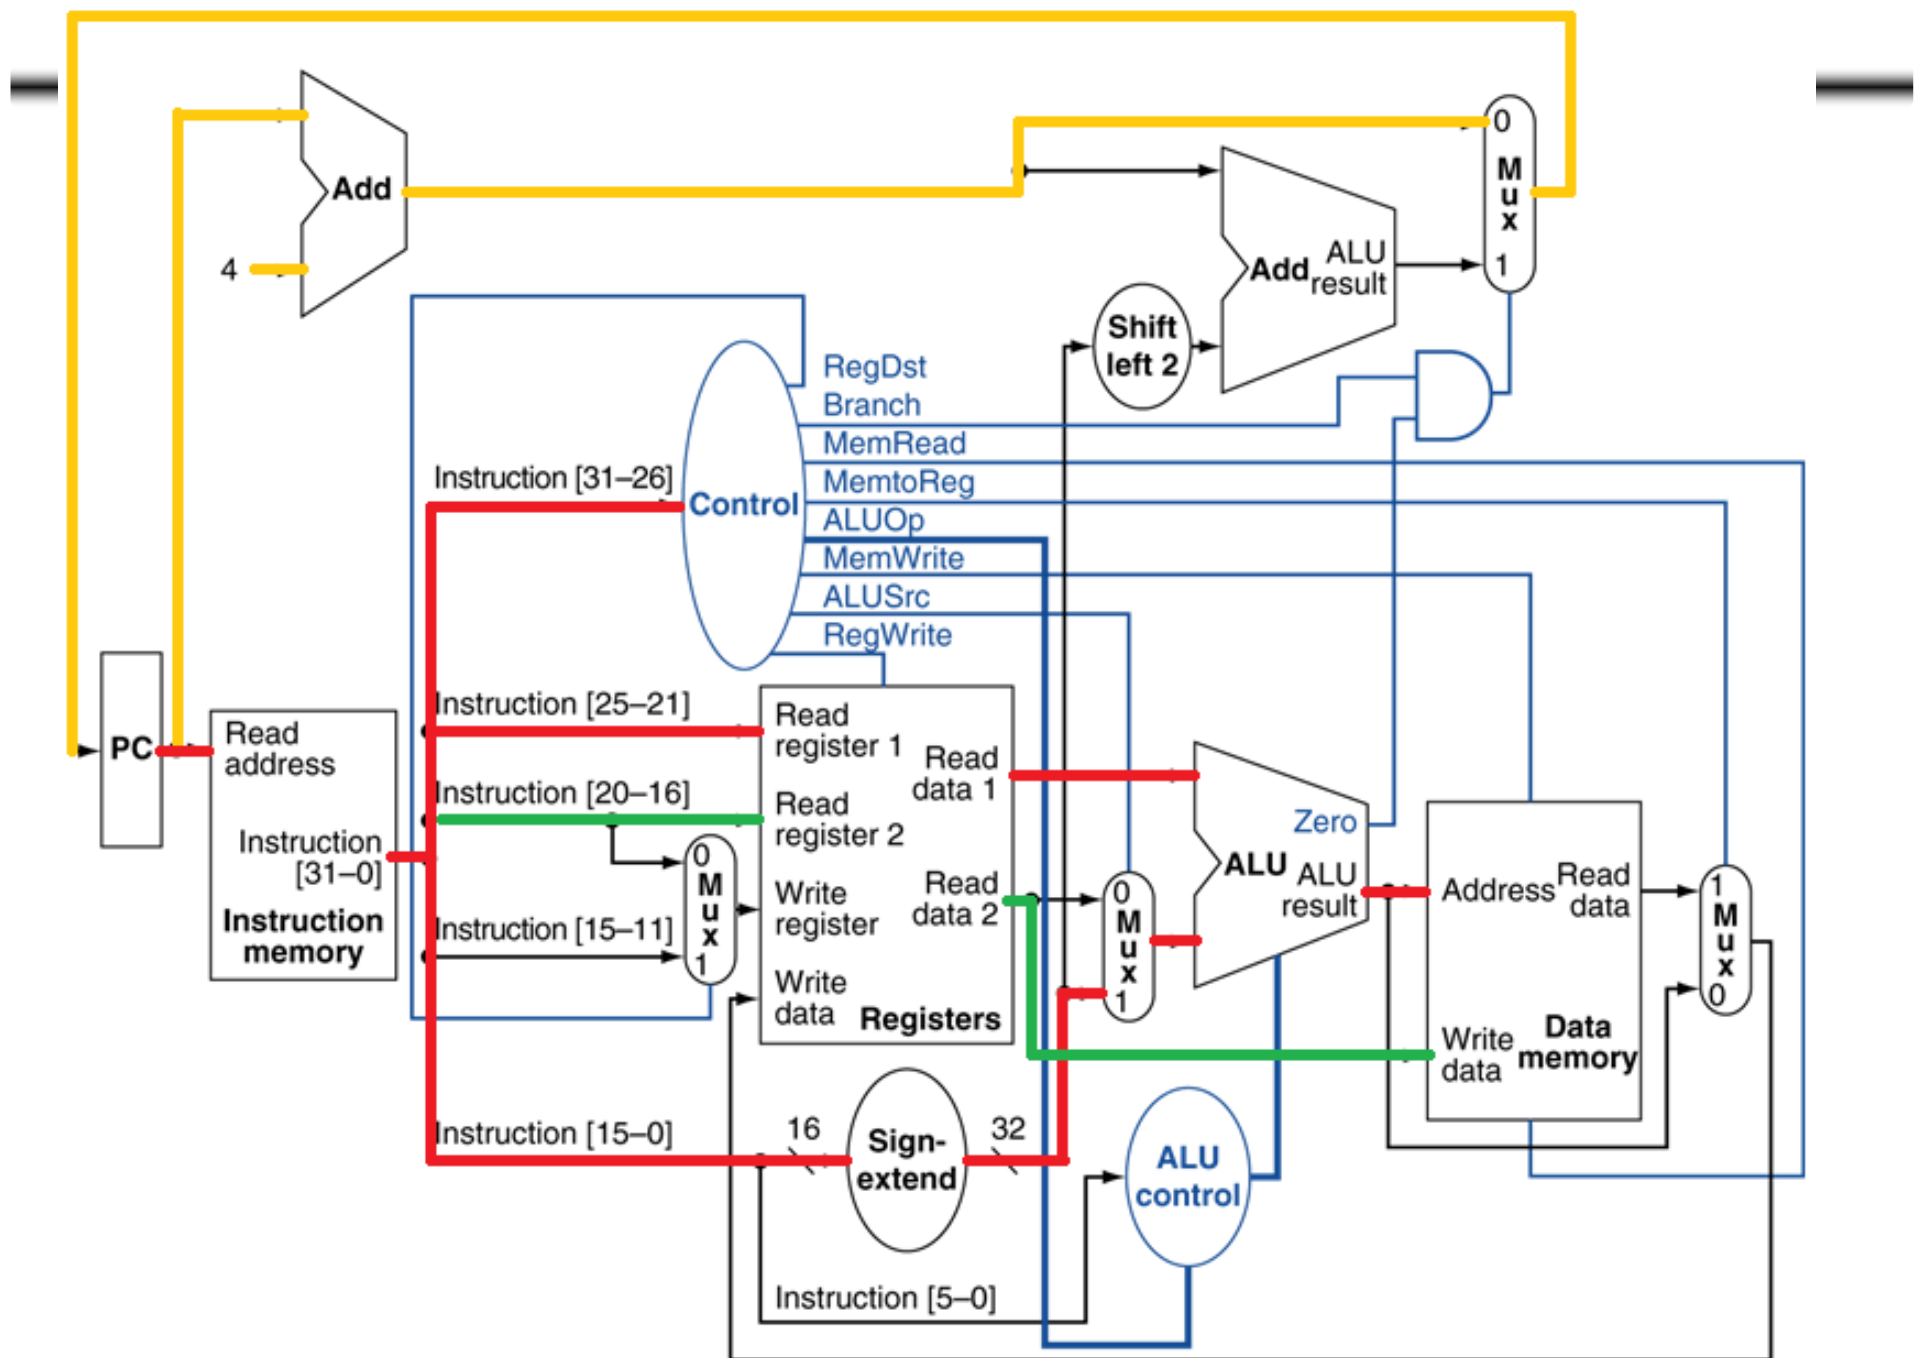 0
M
u
x
1
Add
4
Add
ALU
result
Shift
left 2
RegDst
Branch
MemRead
MemtoReg
ALUOp
MemWrite
ALUSrc
RegWrite
Instruction [31–26]
Control
PC
Read
address
Instruction
[31–0]
Instruction
memory
Instruction [25–21]
Instruction [20–16]
Instruction [15–11]
0
M
u
x
1
Read
register 1
Read
register 2
Write
register
Write
data
Read
data 1
Read
data 2
Registers
0
M
u
x
1
Zero
ALU
ALU
result
Address
Read
data
Write
data
Data
memory
1
M
u
x
0
Instruction [15–0]
16
Sign-
extend
32
ALU
control
Instruction [5–0]